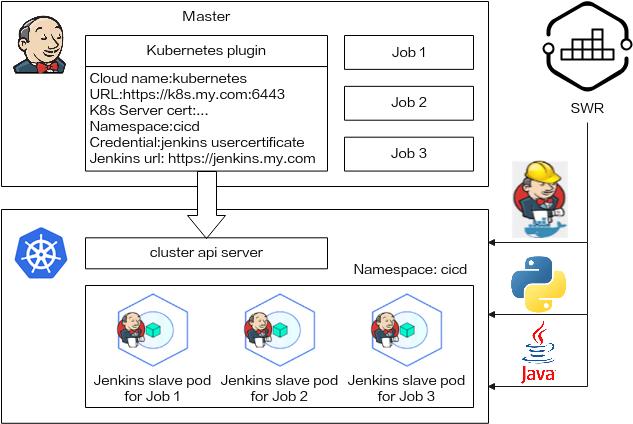 Master
Kubernetes plugin
Cloud name:kubernetes
URL:https://k8s.my.com:6443
K8s Server cert:...
Namespace:cicd
Credential:jenkins usercertificate
Jenkins url: https://jenkins.my.com
Job 1
Job 2
Job 3
SWR
cluster api server
Namespace: cicd
Jenkins slave pod
for Job 1
Jenkins slave pod
for Job 2
Jenkins slave pod
for Job 3
Java